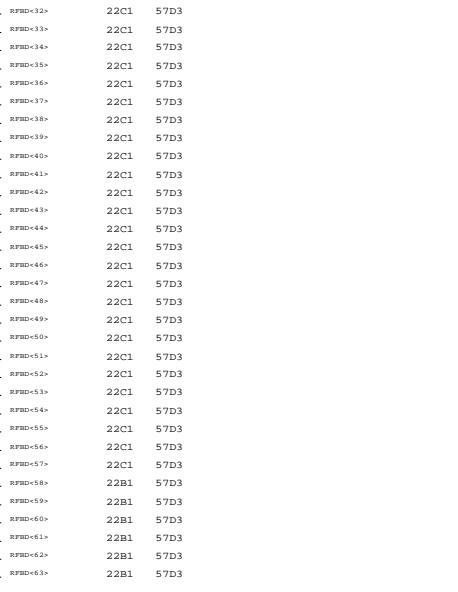 RFBD<32> 22C1 57D3
RFBD<33> 22C1 57D3
RFBD<34> 22C1 57D3
RFBD<35> 22C1 57D3
RFBD<36> 22C1 57D3
RFBD<37> 22C1 57D3
RFBD<38> 22C1 57D3
RFBD<39> 22C1 57D3
RFBD<40> 22C1 57D3
RFBD<41> 22C1 57D3
RFBD<42> 22C1 57D3
RFBD<43> 22C1 57D3
RFBD<44> 22C1 57D3
RFBD<45> 22C1 57D3
RFBD<46> 22C1 57D3
RFBD<47> 22C1 57D3
RFBD<48> 22C1 57D3
RFBD<49> 22C1 57D3
RFBD<50> 22C1 57D3
RFBD<51> 22C1 57D3
RFBD<52> 22C1 57D3
RFBD<53> 22C1 57D3
RFBD<54> 22C1 57D3
RFBD<55> 22C1 57D3
RFBD<56> 22C1 57D3
RFBD<57> 22C1 57D3
RFBD<58> 22B1 57D3
RFBD<59> 22B1 57D3
RFBD<60> 22B1 57D3
RFBD<61> 22B1 57D3
RFBD<62> 22B1 57D3
RFBD<63> 22B1 57D3